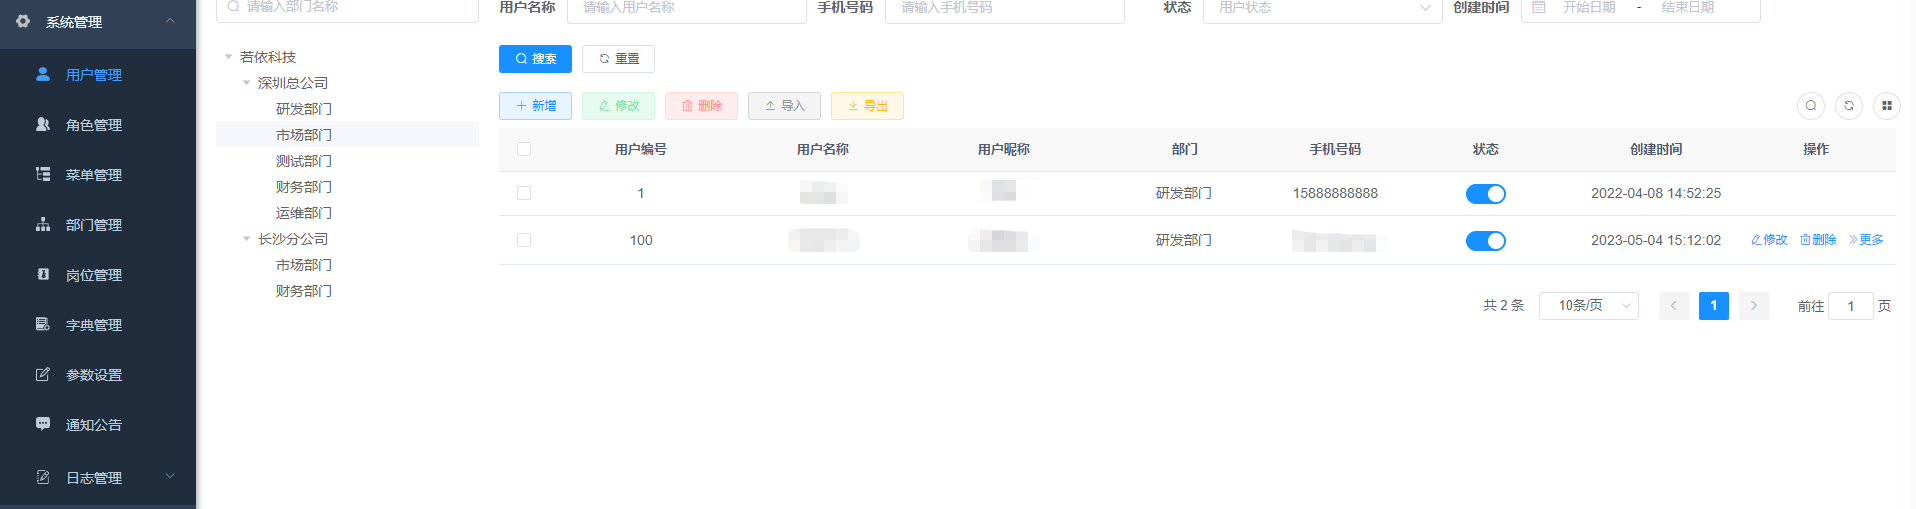 系统管理
用户管理
角色管理
菜单管理
部门管理
岗位管理
字典管理
参数设置
通知公告
日志管理
请输入部门名称
若依科技
深圳总公司
研发部门
市场部门
测试部门
财务部门
运维部门
长沙分公司
市场部门
财务部门
用户名称 请输入用户名称 手机号码 请输入手机号码 状态 用户状态 创建时间 开始日期 - 结束日期
搜索 重置
新增 修改 删除 导入 导出
用户编号 用户名称 用户昵称 部门 手机号码 状态 创建时间 操作
1 研发部门 15888888888 2022-04-08 14:52:25
100 研发部门 2023-05-04 15:12:02 修改 删除 更多
共 2 条 10条/页 1 前往 1 页